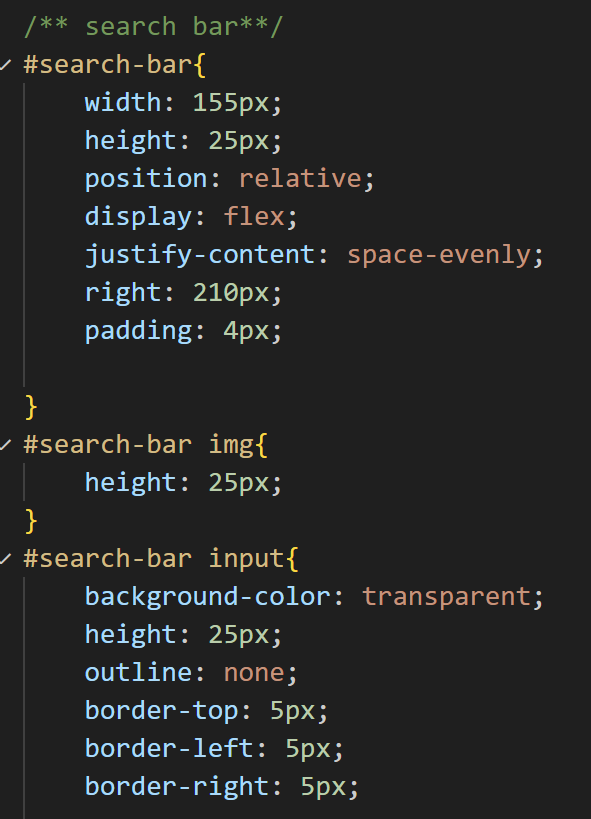 /** search bar**/
#search-bar{
    width: 155px;
    height: 25px;
    position: relative;
    display: flex;
    justify-content: space-evenly;
    right: 210px;
    padding: 4px;
}
#search-bar img{
    height: 25px;
}
#search-bar input{
    background-color: transparent;
    height: 25px;
    outline: none;
    border-top: 5px;
    border-left: 5px;
    border-right: 5px;